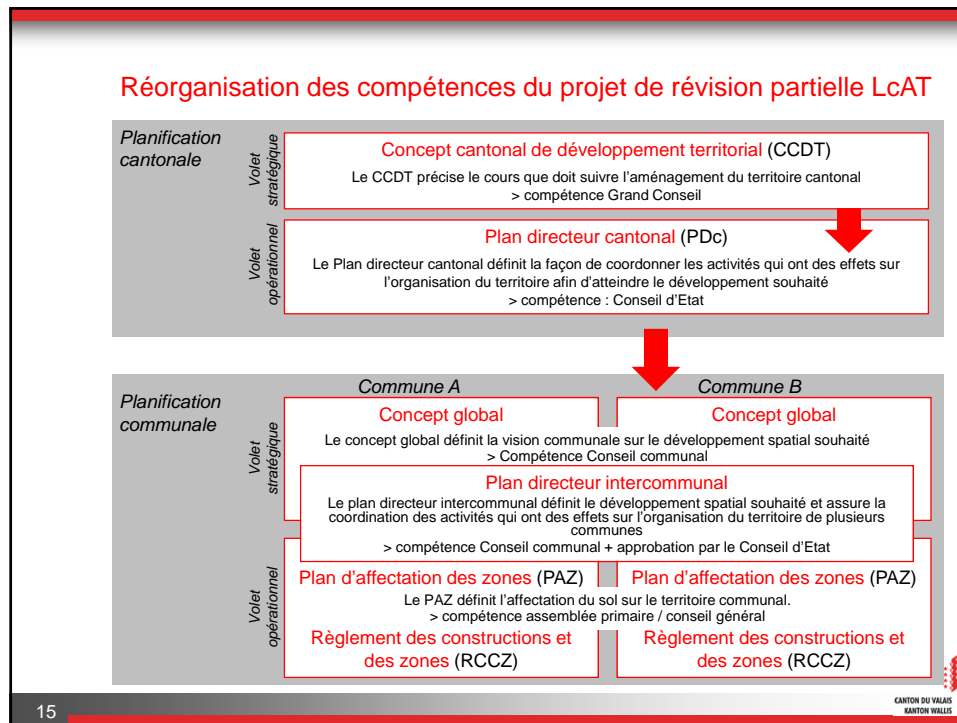 Réorganisation des compétences du projet de révision partielle LcAT
Planification
cantonale
Volet
stratégique
Concept cantonal de développement territorial (CCDT)
Le CCDT précise le cours que doit suivre l'aménagement du territoire cantonal
> compétence Grand Conseil
Volet
opérationnel
Plan directeur cantonal (PDc)
Le Plan directeur cantonal définit la façon de coordonner les activités qui ont des effets sur
l'organisation du territoire afin d'atteindre le développement souhaité
> compétence : Conseil d'Etat
Planification
communale
Commune A
Commune B
Volet
stratégique
Concept global
Concept global
Le concept global définit la vision communale sur le développement spatial souhaité
> Compétence Conseil communal
Plan directeur intercommunal
Le plan directeur intercommunal définit le développement spatial souhaité et assure la
coordination des activités qui ont des effets sur l'organisation du territoire de plusieurs
communes
> compétence Conseil communal + approbation par le Conseil d'Etat
Volet
opérationnel
Plan d'affectation des zones (PAZ)
Plan d'affectation des zones (PAZ)
Le PAZ définit l'affectation du sol sur le territoire communal.
> compétence assemblée primaire / conseil général
Règlement des constructions et
des zones (RCCZ)
Règlement des constructions et
des zones (RCCZ)
15
CANTON DU VALAIS
KANTON WALLIS